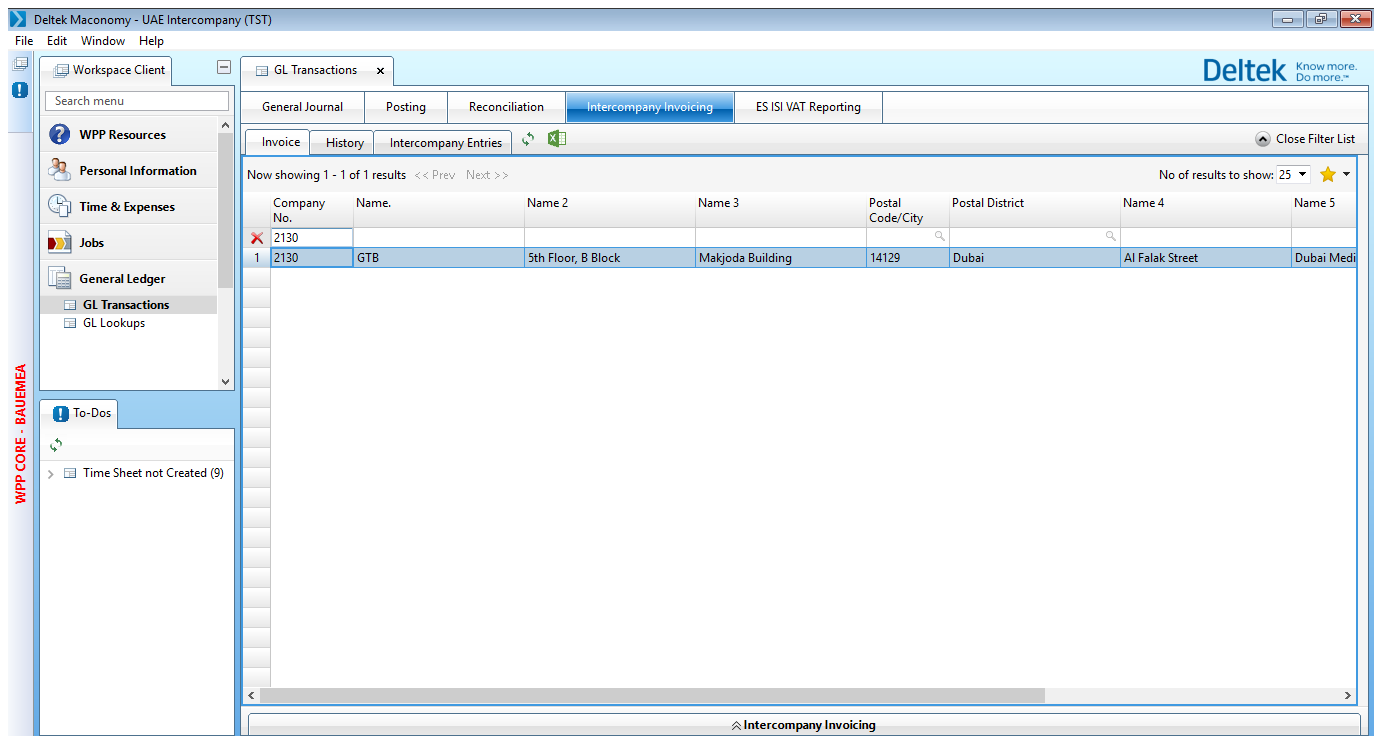 Deltek Maconomy - UAE Intercompany (TST)
File Edit Window Help
Workspace Client
GL Transactions
Deltek Know more. Do more.™
Search menu
General Journal Posting Reconciliation Intercompany Invoicing ES ISI VAT Reporting
WPP Resources
Invoice History Intercompany Entries Close Filter List
Personal Information
Now showing 1 - 1 of 1 results << Prev Next >> No of results to show: 25
Time & Expenses
Company No. Name. Name 2 Name 3 Postal Code/City Postal District Name 4 Name 5
Jobs
2130
1 2130 GTB 5th Floor, B Block Makjoda Building 14129 Dubai Al Falak Street Dubai Medi
General Ledger
GL Transactions
GL Lookups
WPP CORE - BAUEMEA
To-Dos
Time Sheet not Created (9)
Intercompany Invoicing